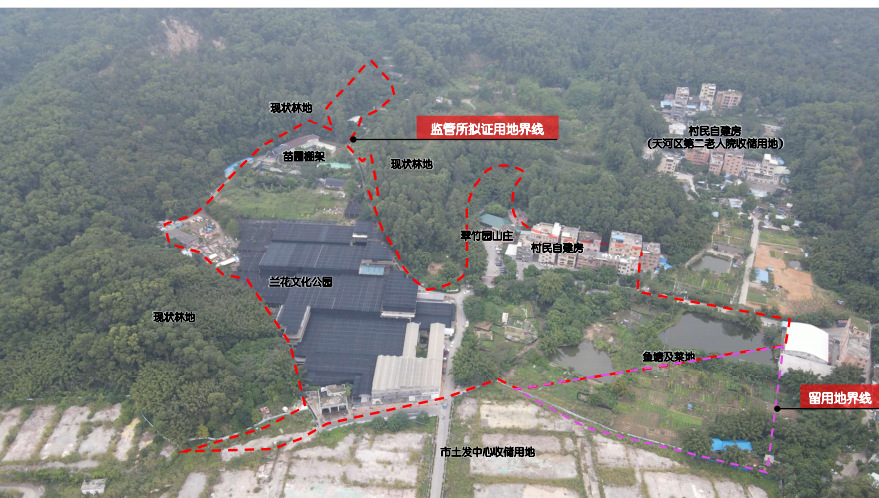 现状林地
监管所拟证用地界线
村民自建房
（天河区第二老人院收储用地）
苗圃棚架
现状林地
翠竹园山庄
村民自建房
兰花文化公园
现状林地
鱼塘及菜地
留用地界线
市土发中心收储用地